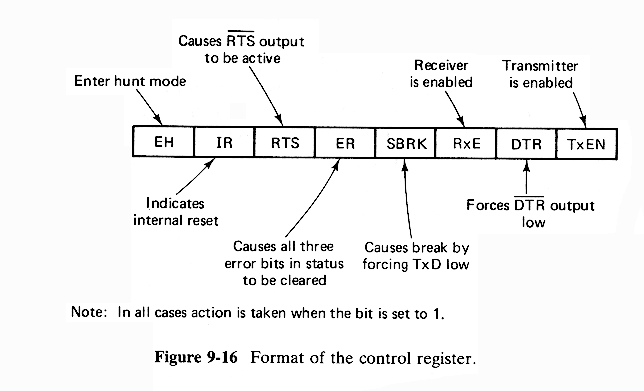 Causes R̅T̅S̅ output
to be active
Enter hunt mode
Receiver
is enabled
Transmitter
is enabled
EH IR RTS ER SBRK RxE DTR TxEN
Indicates
internal reset
Forces D̅T̅R̅ output
low
Causes all three
error bits in status
to be cleared
Causes break by
forcing TxD low
Note: In all cases action is taken when the bit is set to 1.
Figure 9-16 Format of the control register.